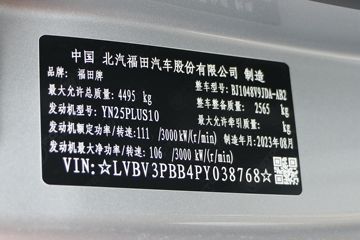 中国 北汽福田汽车股份有限公司 制造
品牌: 福田牌 整车型号: BJ1048V9JDA-AB2
最大允许总质量: 4495 kg 整车整备质量: 2565 kg
发动机型号: YN25PLUS10 最大允许牵引质量: kg
发动机额定功率/转速:111 /3000 kW/(r/min) 制造年月:2023年08月
发动机最大净功率/转速: 106 /3000 kW/(r/min)
VIN:☆LVBV3PBB4PY038768☆